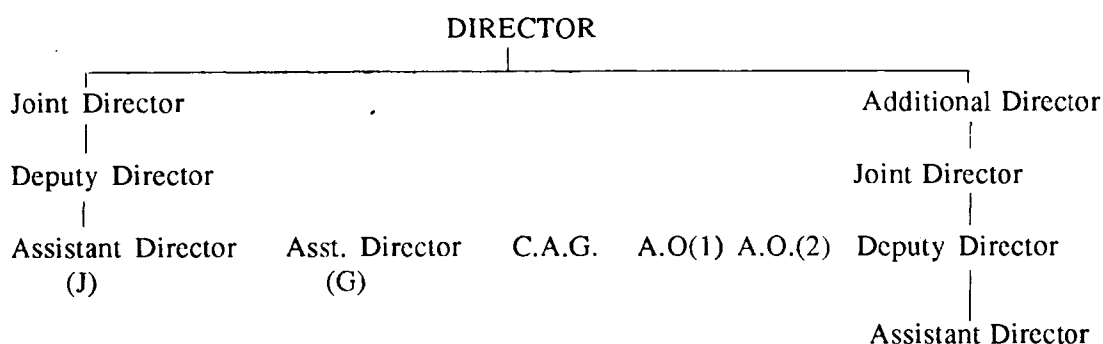 DIRECTOR
Joint Director Additional Director
Deputy Director Joint Director
Assistant Director Asst. Director C.A.G. A.O(1) A.O.(2) Deputy Director
(J) (G)
Assistant Director